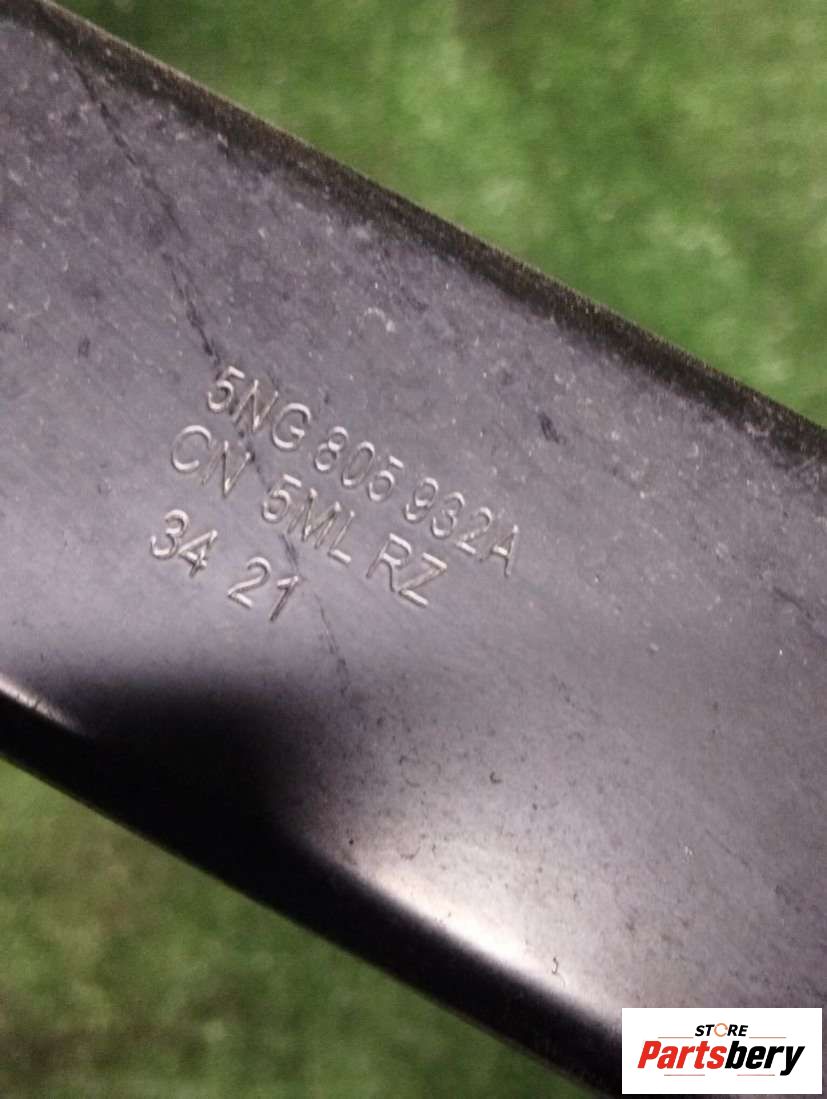 5NG 805 932A
CN 5ML RZ
34 21
STORE
Partsbery